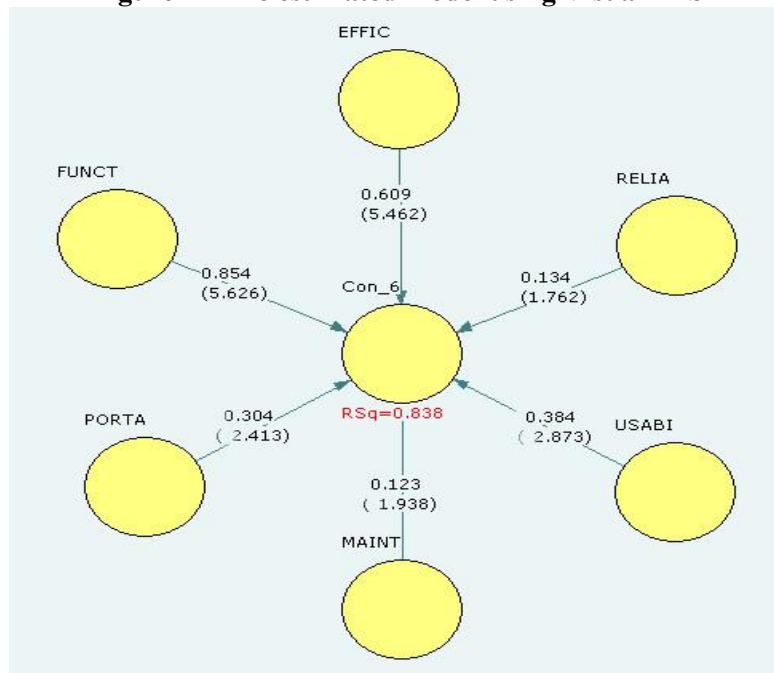 EFFIC
FUNCT
RELIA
0.609
(5.462)
0.854
(5.626)
0.134
(1.762)
Con_6
RSq=0.838
PORTA
0.304
( 2.413)
0.384
( 2.873)
USABI
0.123
( 1.938)
MAINT